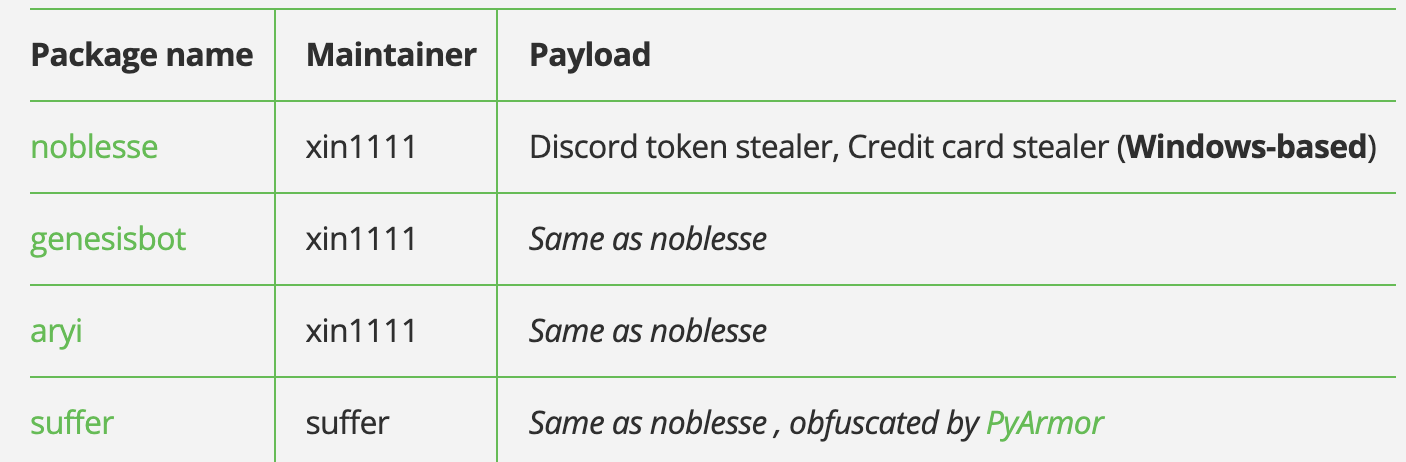 Package name Maintainer Payload
noblesse xin1111 Discord token stealer, Credit card stealer (Windows-based)
genesisbot xin1111 Same as noblesse
aryi xin1111 Same as noblesse
suffer suffer Same as noblesse , obfuscated by PyArmor